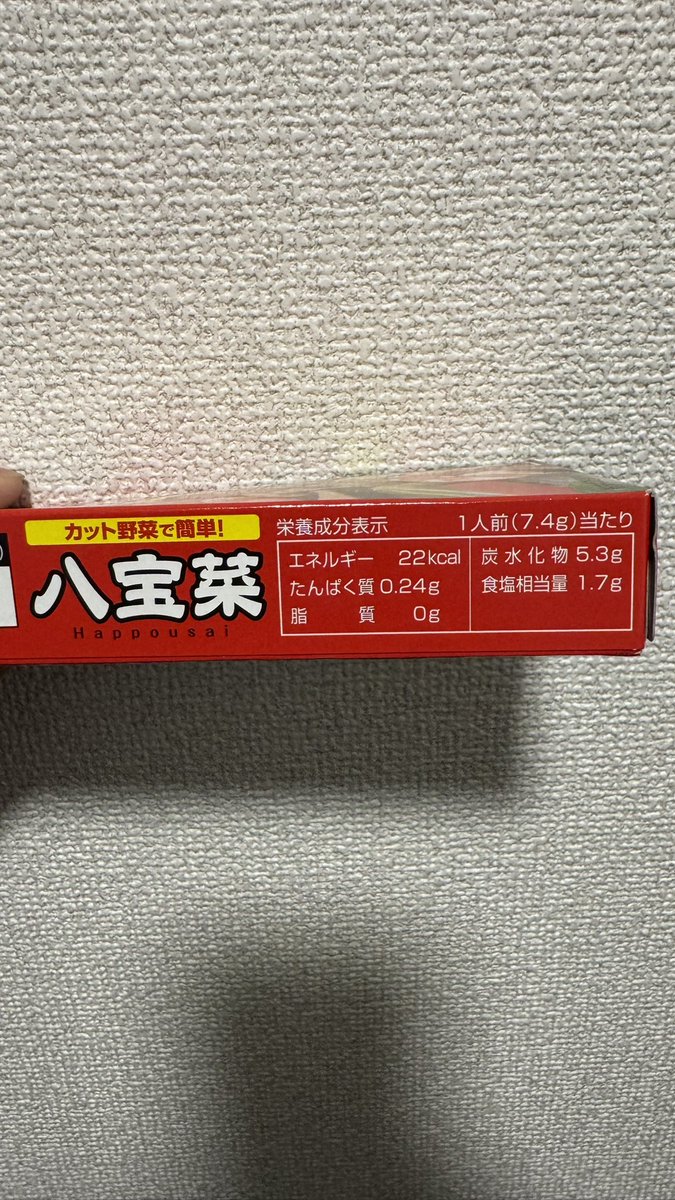 カット野菜で簡単!
八宝菜
Happousai
栄養成分表示 1人前(7.4g)当たり
エネルギー 22kcal
たんぱく質 0.24g
脂質 0g
炭水化物 5.3g
食塩相当量 1.7g